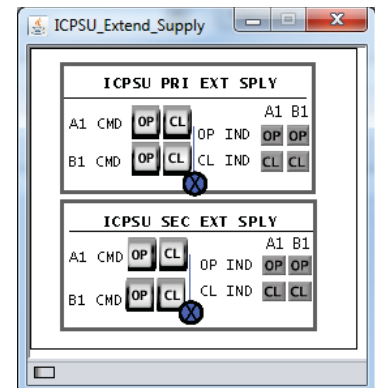 ICPSU_Extend_Supply
ICPSU PRI EXT SPLY
A1 B1
A1 CMD OP CL OP IND OP OP
B1 CMD OP CL CL IND CL CL
X
ICPSU SEC EXT SPLY
A1 B1
A1 CMD OP CL OP IND OP OP
B1 CMD OP CL CL IND CL CL
X